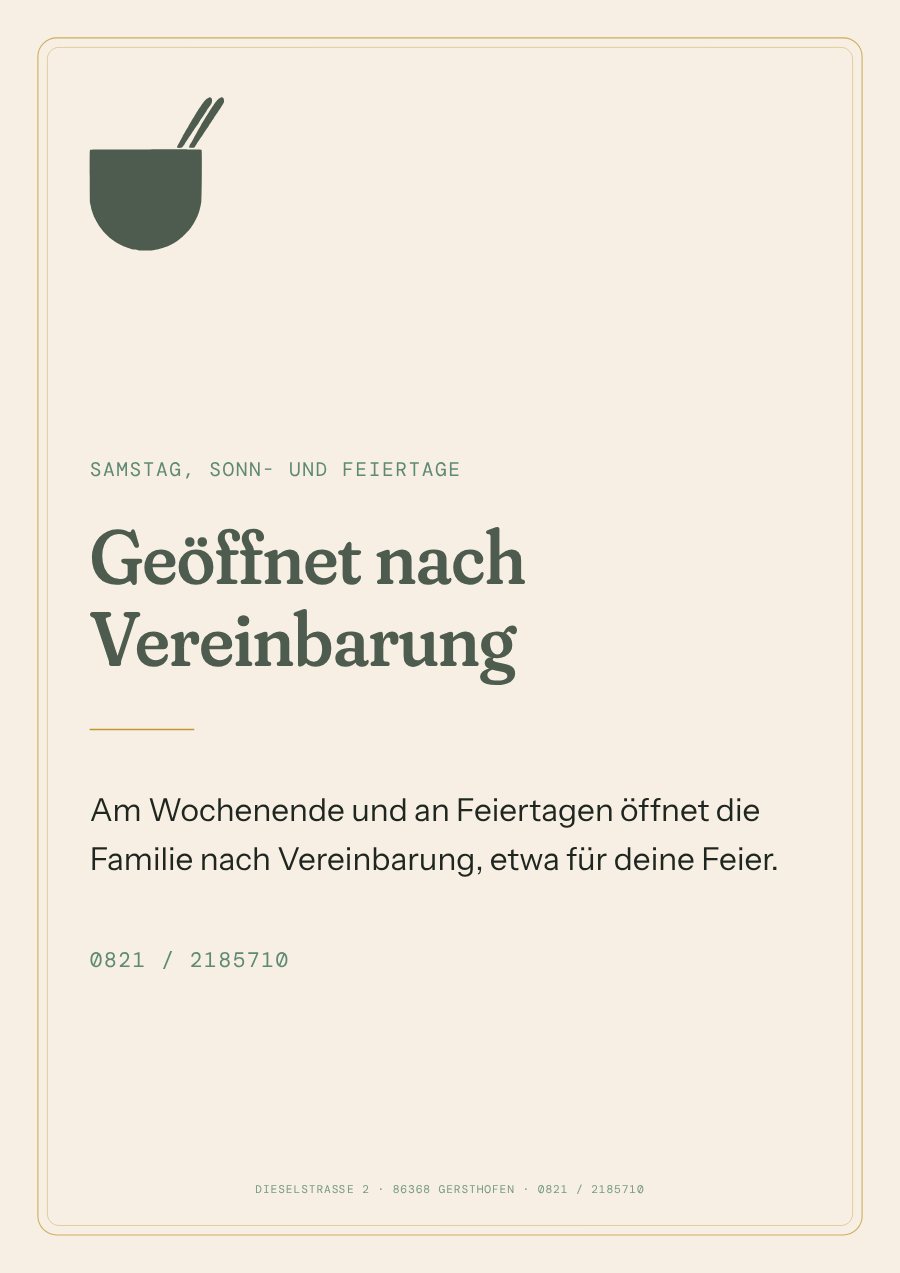 SAMSTAG, SONN- UND FEIERTAGE
Geöffnet nach
Vereinbarung
Am Wochenende und an Feiertagen öffnet die
Familie nach Vereinbarung, etwa für deine Feier.
0821 / 2185710
DIESELSTRASSE 2 · 86368 GERSTHOFEN · 0821 / 2185710